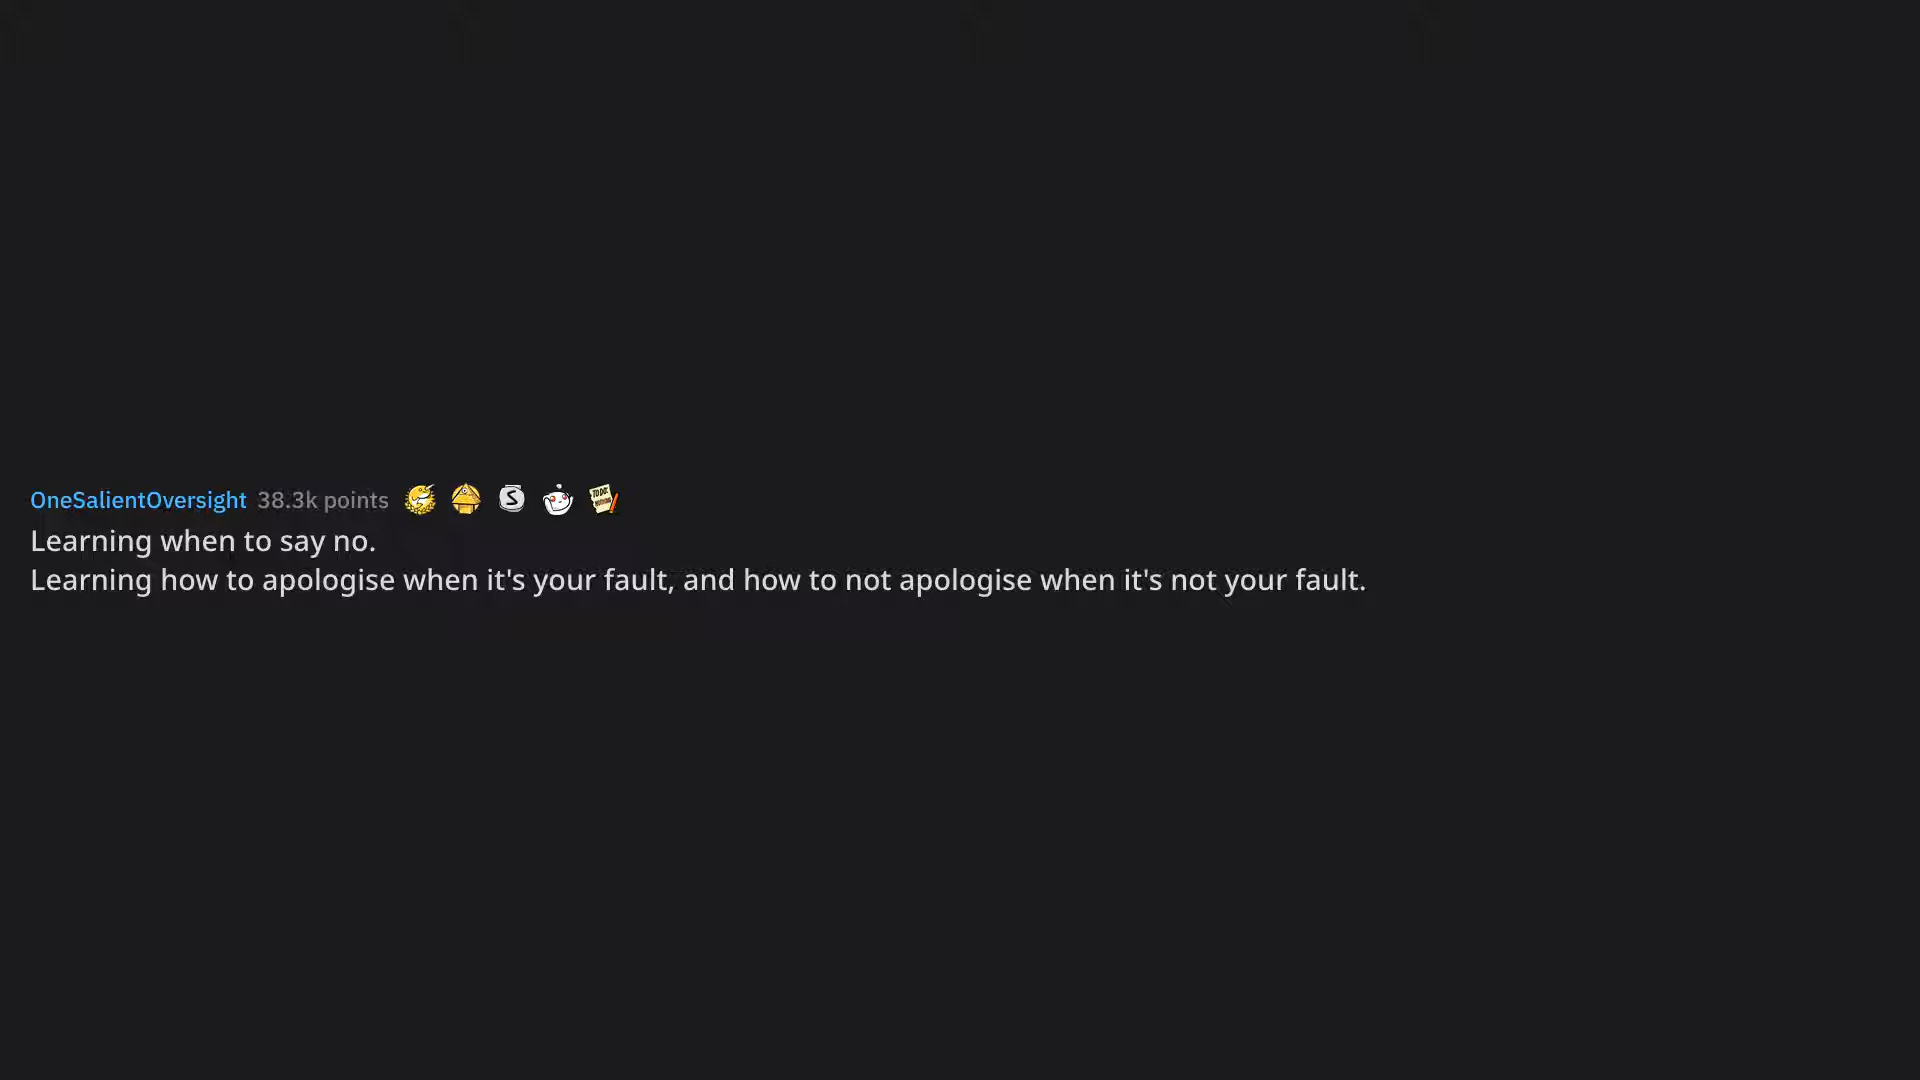 OneSalientOversight 38.3k points
Learning when to say no.
Learning how to apologise when it's your fault, and how to not apologise when it's not your fault.